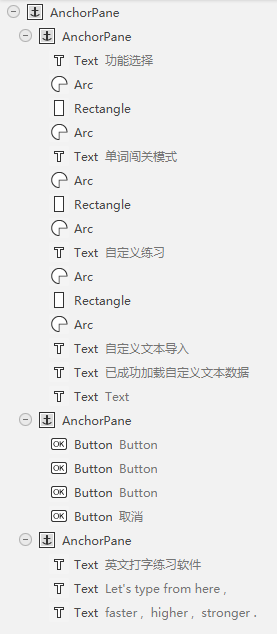 AnchorPane
AnchorPane
Text 功能选择
Arc
Rectangle
Arc
Text 单词闯关模式
Arc
Rectangle
Arc
Text 自定义练习
Arc
Rectangle
Arc
Text 自定义文本导入
Text 已成功加载自定义文本数据
Text Text
AnchorPane
OK Button Button
OK Button Button
OK Button Button
OK Button 取消
AnchorPane
Text 英文打字练习软件
Text Let's type from here ,
Text faster , higher , stronger .